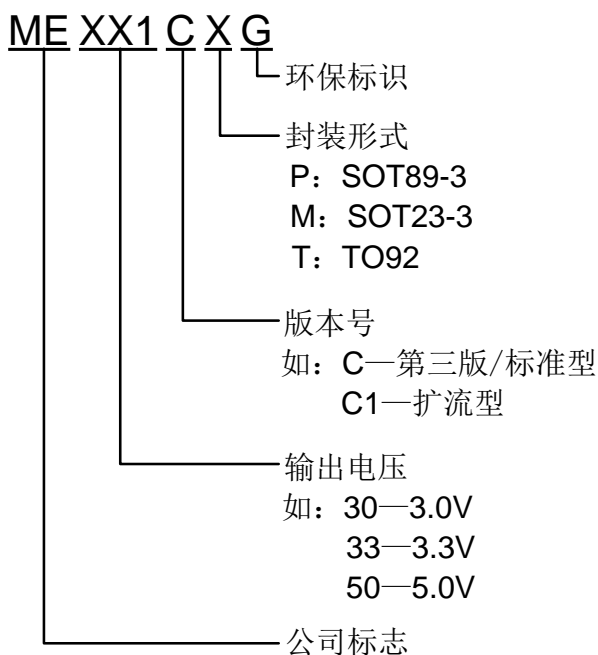 ME XX1 C X G
环保标识
封装形式
P：SOT89-3
M：SOT23-3
T：TO92
版本号
如：C—第三版/标准型
C1—扩流型
输出电压
如：30—3.0V
33—3.3V
50—5.0V
公司标志